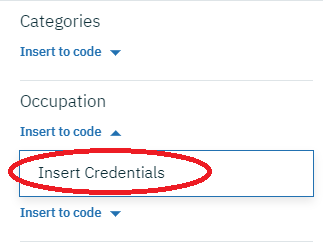 Categories
Insert to code
Occupation
Insert to code
Insert Credentials
Insert to code